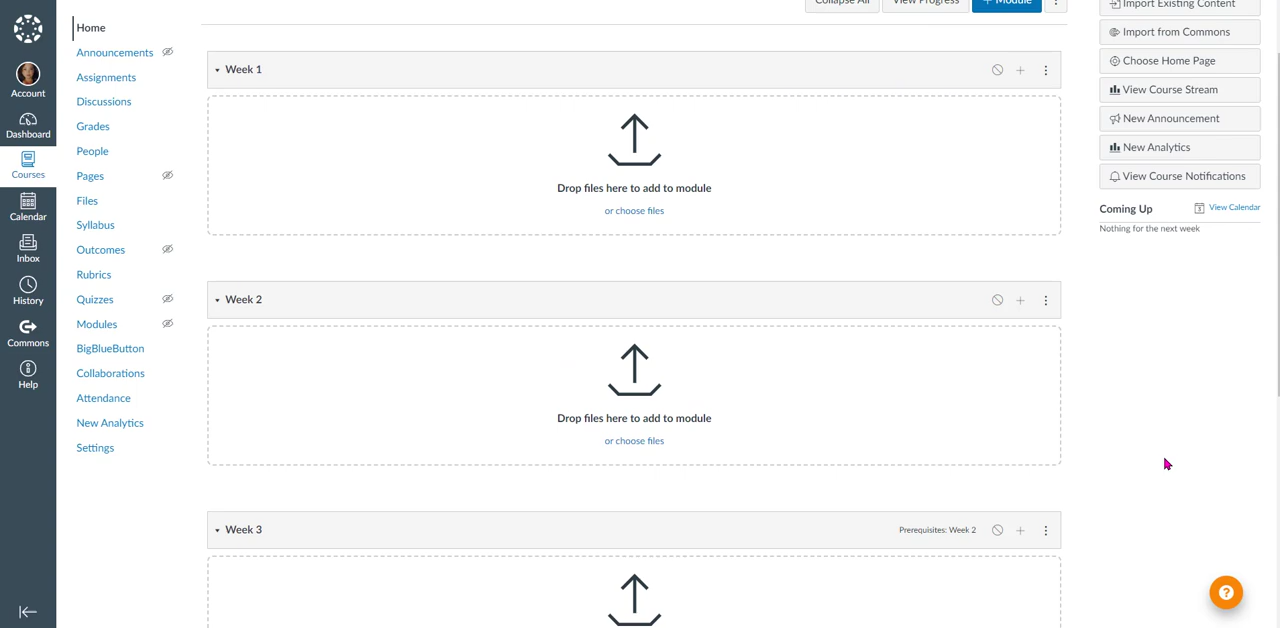 Collapse All
View Progress
+ Module
Import Existing Content
Import from Commons
Choose Home Page
View Course Stream
New Announcement
New Analytics
View Course Notifications
Coming Up
View Calendar
Nothing for the next week
Account
Dashboard
Courses
Calendar
Inbox
History
Commons
Help
Home
Announcements
Assignments
Discussions
Grades
People
Pages
Files
Syllabus
Outcomes
Rubrics
Quizzes
Modules
BigBlueButton
Collaborations
Attendance
New Analytics
Settings
Week 1
Drop files here to add to module
or choose files
Week 2
Drop files here to add to module
or choose files
Week 3
Prerequisites: Week 2